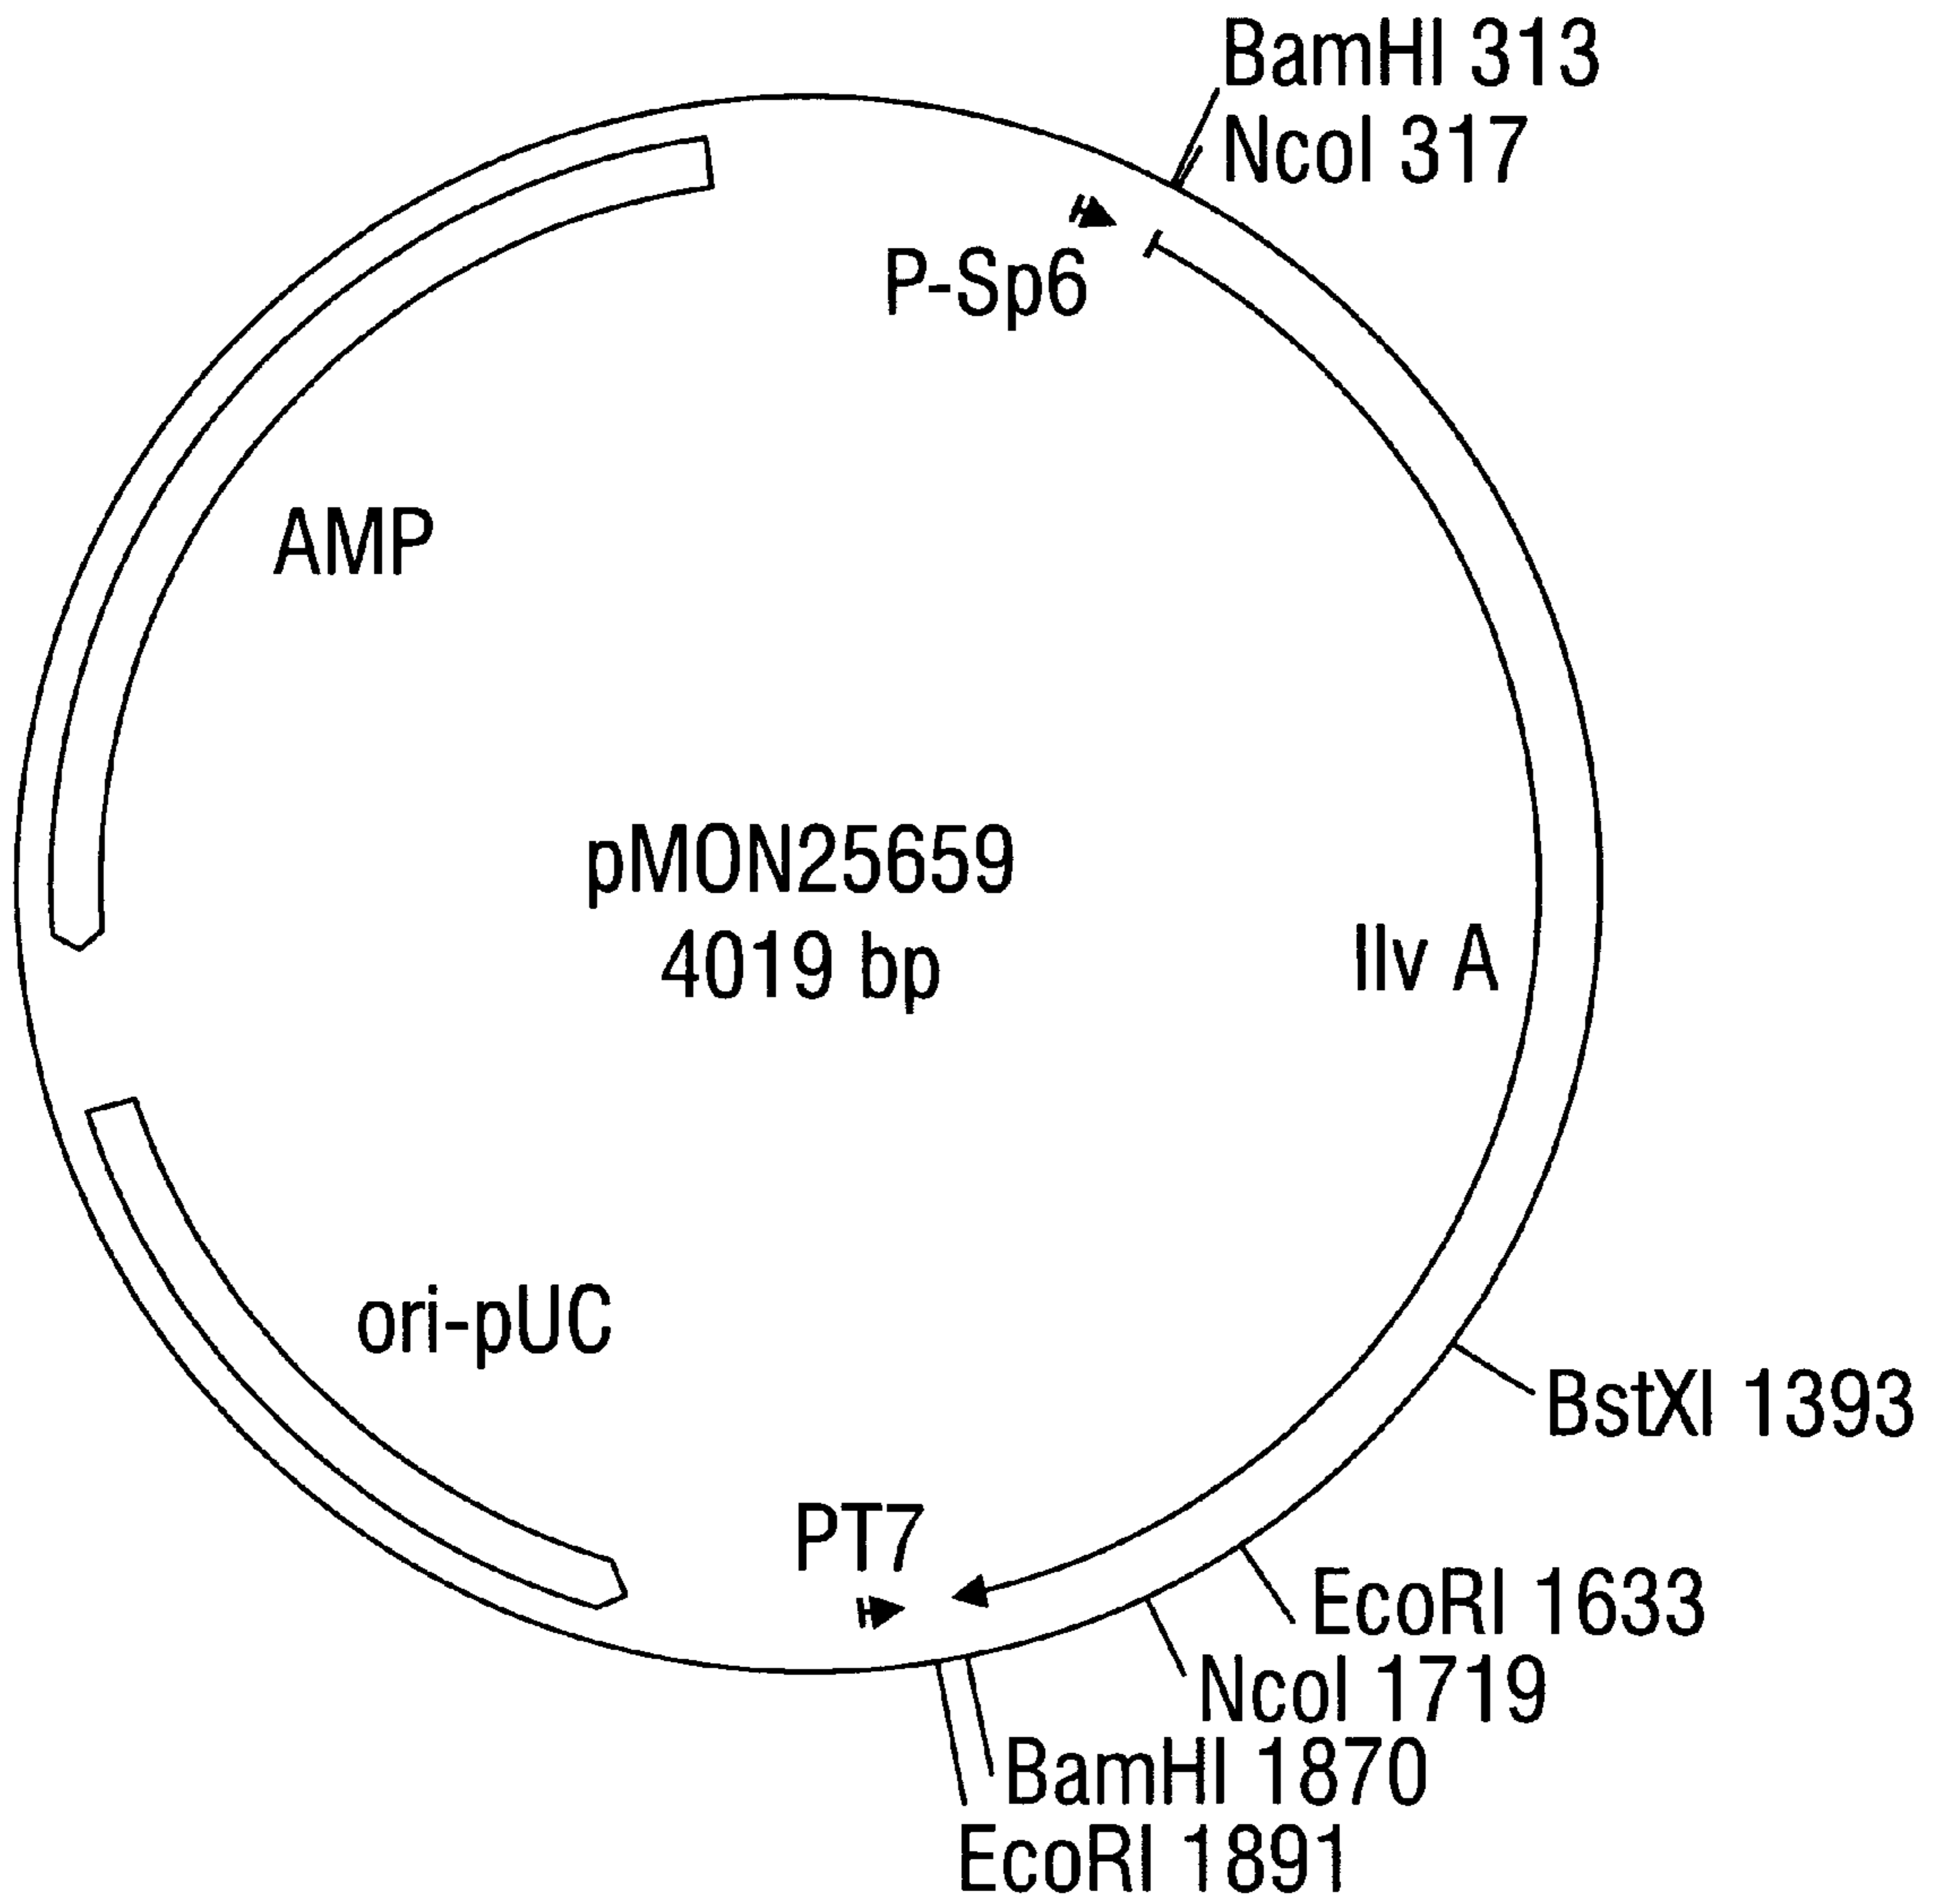 BamHI 313
NcoI 317
P-Sp6
AMP
pMON25659
4019 bp
Ilv A
ori-pUC
BstXI 1393
PT7
EcoRI 1633
NcoI 1719
BamHI 1870
EcoRI 1891